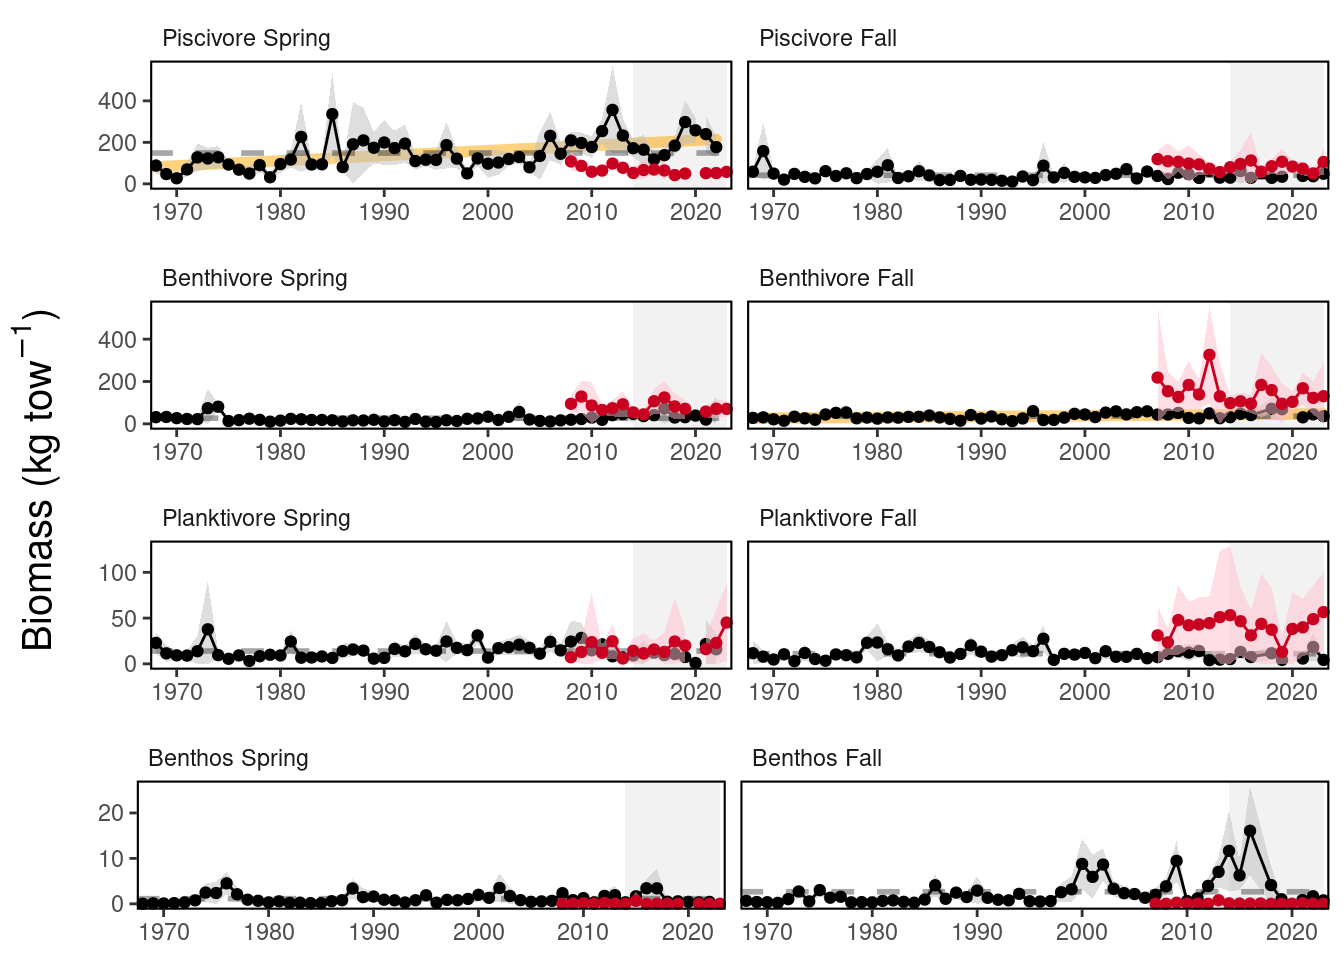 Piscivore Spring
Piscivore Fall
400
200
0
1970 1980 1990 2000 2010 2020
1970 1980 1990 2000 2010 2020
Benthivore Spring
Benthivore Fall
400
200
0
1970 1980 1990 2000 2010 2020
1970 1980 1990 2000 2010 2020
Biomass (kg tow⁻¹)
Planktivore Spring
Planktivore Fall
100
50
0
1970 1980 1990 2000 2010 2020
1970 1980 1990 2000 2010 2020
Benthos Spring
Benthos Fall
20
10
0
1970 1980 1990 2000 2010 2020
1970 1980 1990 2000 2010 2020